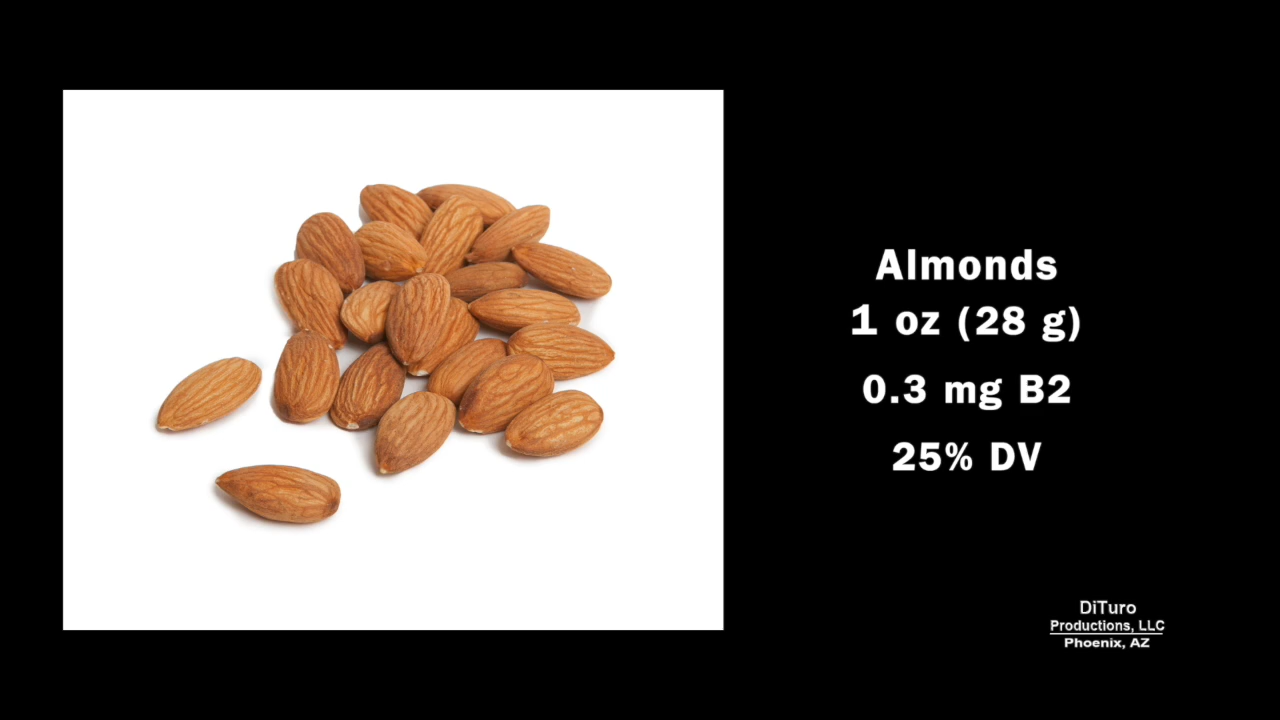 Almonds
1 oz (28 g)
0.3 mg B2
25% DV
DiTuro
Productions, LLC
Phoenix, AZ